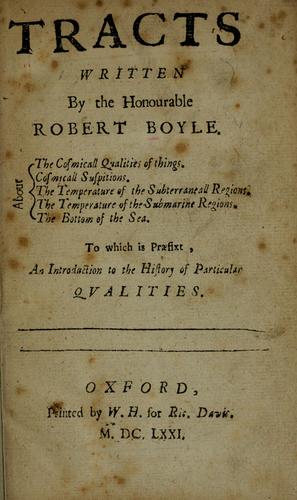 TRACTS
WRITTEN
By the Honourable
ROBERT BOYLE.
About
The Coſmicall Qualities of things.
Coſmicall Suſpitions.
The Temperature of the Subterraneall Regions.
The Temperature of the Submarine Regions.
The Bottom of the Sea.
To which is Præfixt,
An Introduction to the Hiſtory of Particular
QVALITIES.
OXFORD,
Printed by W. H. for Ric. Davis.
M. DC. LXXI.